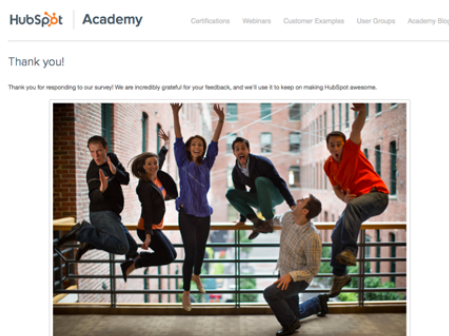 HubSpot Academy
Certifications Webinars Customer Examples User Groups Academy Blog
Thank you!
Thank you for responding to our survey! We are incredibly grateful for your feedback, and we'll use it to keep on making HubSpot awesome.